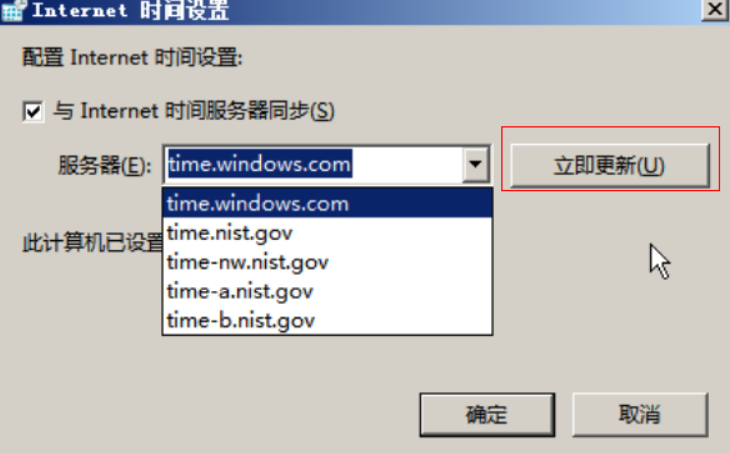 Internet 时间设置
配置 Internet 时间设置:
与 Internet 时间服务器同步(S)
服务器(E): time.windows.com 立即更新(U)
time.windows.com
此计算机已设置
time.nist.gov
time-nw.nist.gov
time-a.nist.gov
time-b.nist.gov
确定 取消